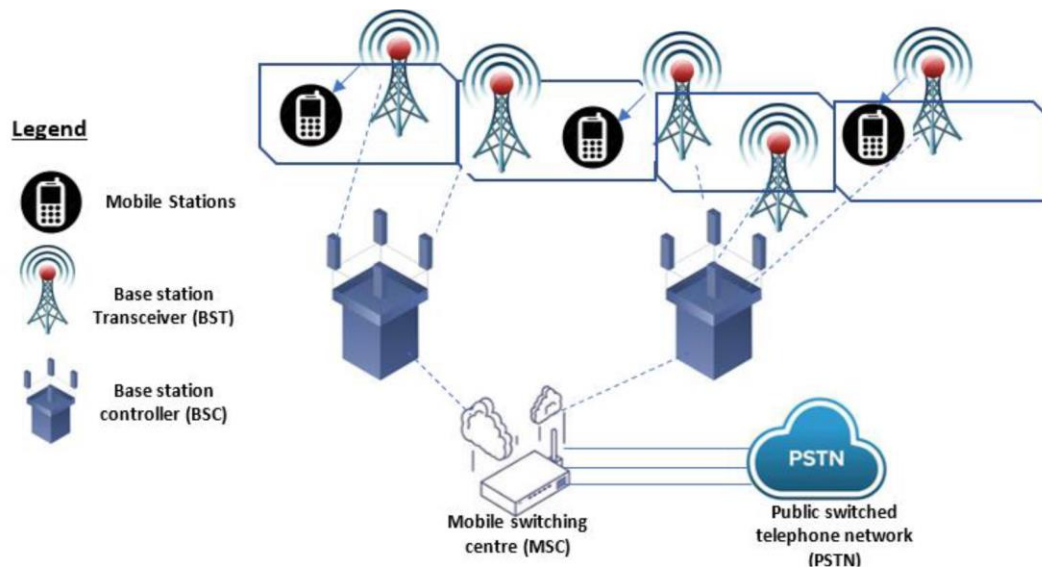 Legend
Mobile Stations
Base station
Transceiver (BST)
Base station
controller (BSC)
Mobile switching
centre (MSC)
PSTN
Public switched
telephone network
(PSTN)